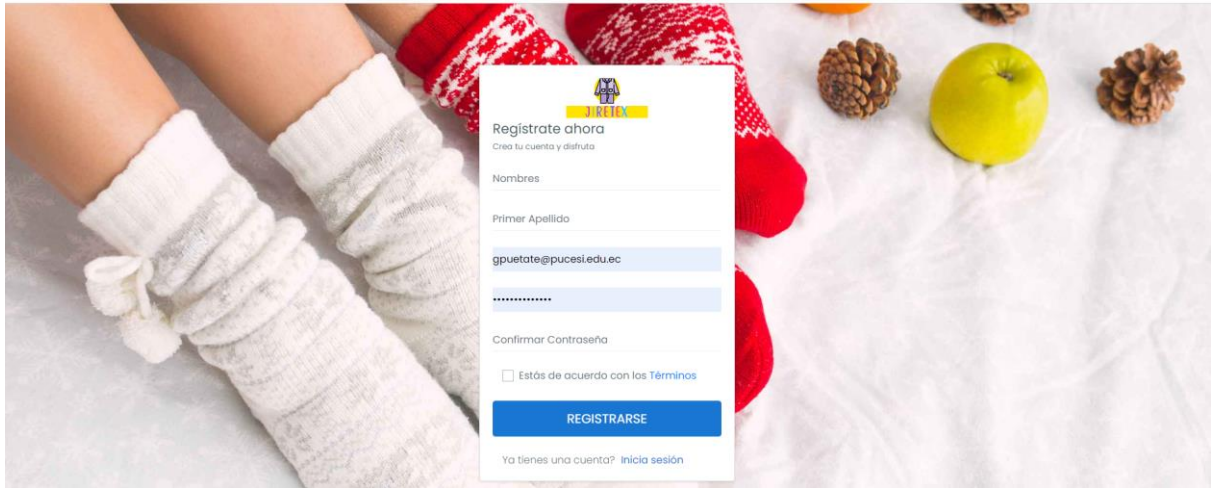 JIRETEX
Regístrate ahora
Crea tu cuenta y disfruta
Nombres
Primer Apellido
gpuetate@pucesi.edu.ec
••••••••••••••
Confirmar Contraseña
Estás de acuerdo con los Términos
REGISTRARSE
Ya tienes una cuenta? Inicia sesión